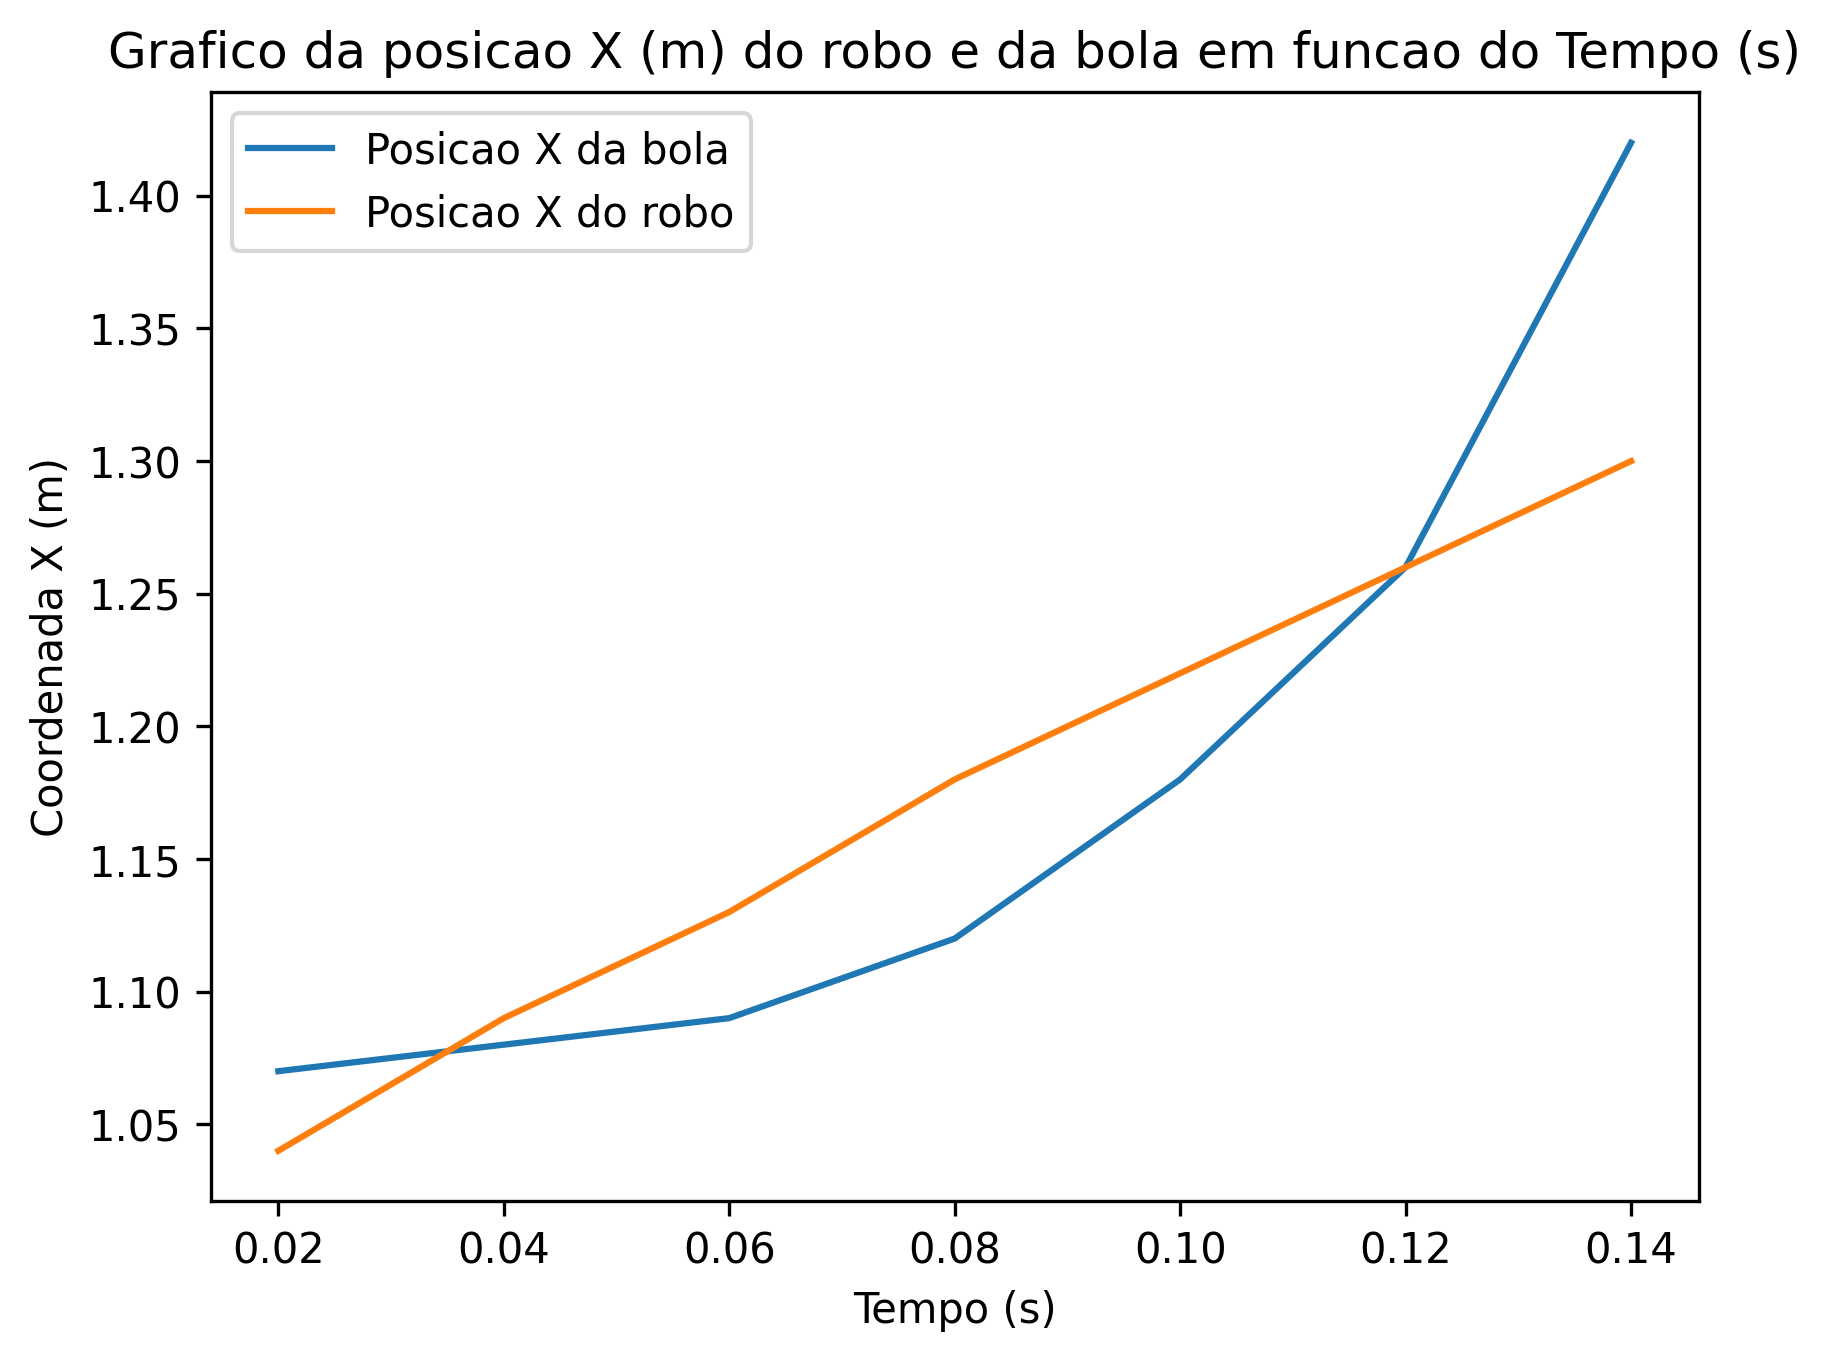 Grafico da posicao X (m) do robo e da bola em funcao do Tempo (s)
Posicao X da bola
Posicao X do robo
Coordenada X (m)
1.40
1.35
1.30
1.25
1.20
1.15
1.10
1.05
0.02 0.04 0.06 0.08 0.10 0.12 0.14
Tempo (s)